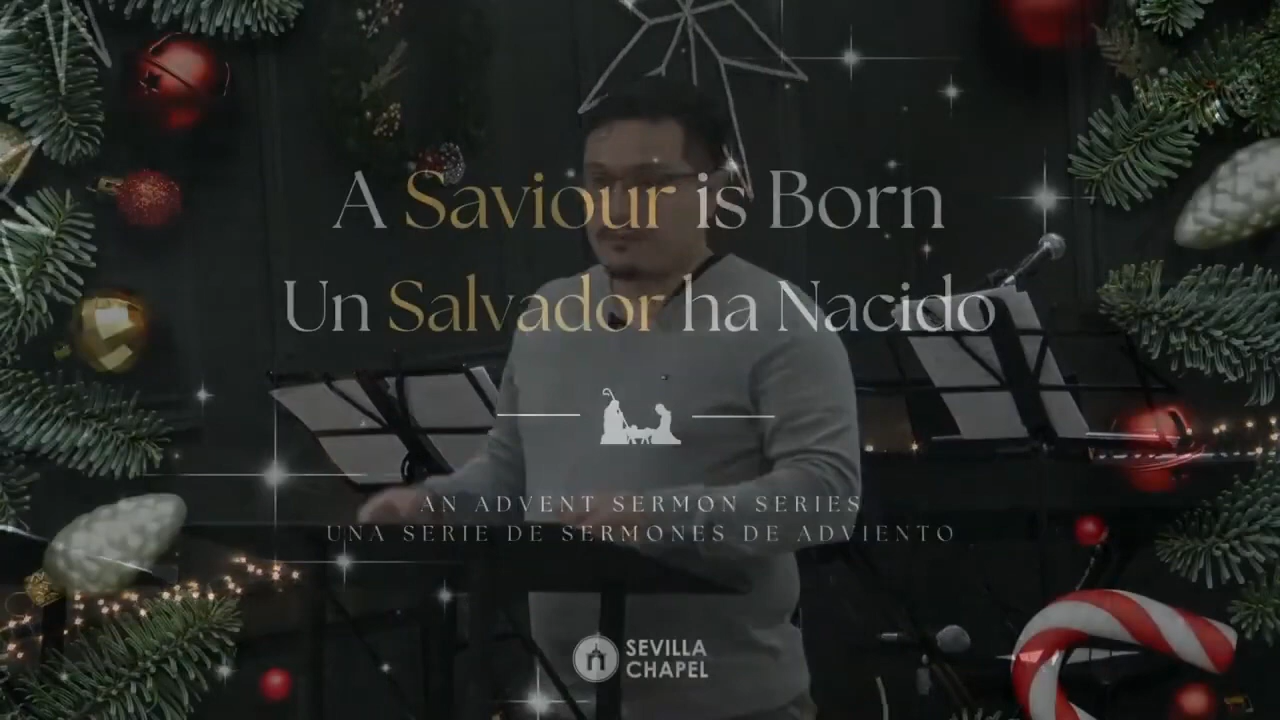 A Saviour is Born
Un Salvador ha Nacido
AN ADVENT SERMON SERIES
UNA SERIE DE SERMONES DE ADVIENTO
SEVILLA
CHAPEL